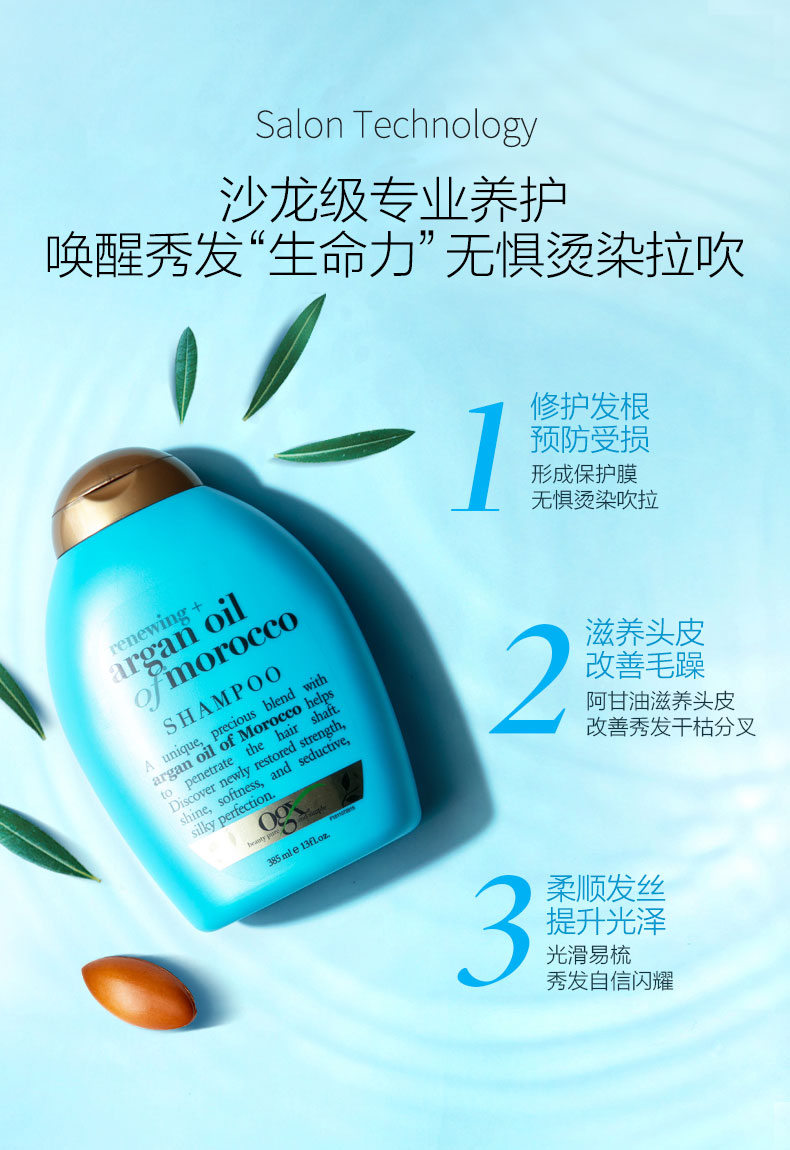 Salon Technology
沙龙级专业养护
唤醒秀发“生命力”无惧烫染拉吹
1
修护发根
预防受损
形成保护膜
无惧烫染吹拉
2
滋养头皮
改善毛躁
阿甘油滋养头皮
改善秀发干枯分叉
3
柔顺发丝
提升光泽
光滑易梳
秀发自信闪耀
renewing +
argan oil
of morocco
SHAMPOO
A unique, precious blend with
argan oil of Morocco helps
to penetrate the hair shaft.
Discover newly restored strength,
shine, softness, and seductive,
silky perfection.
ogx
beauty pure and simple
385 ml e 13fl.oz.